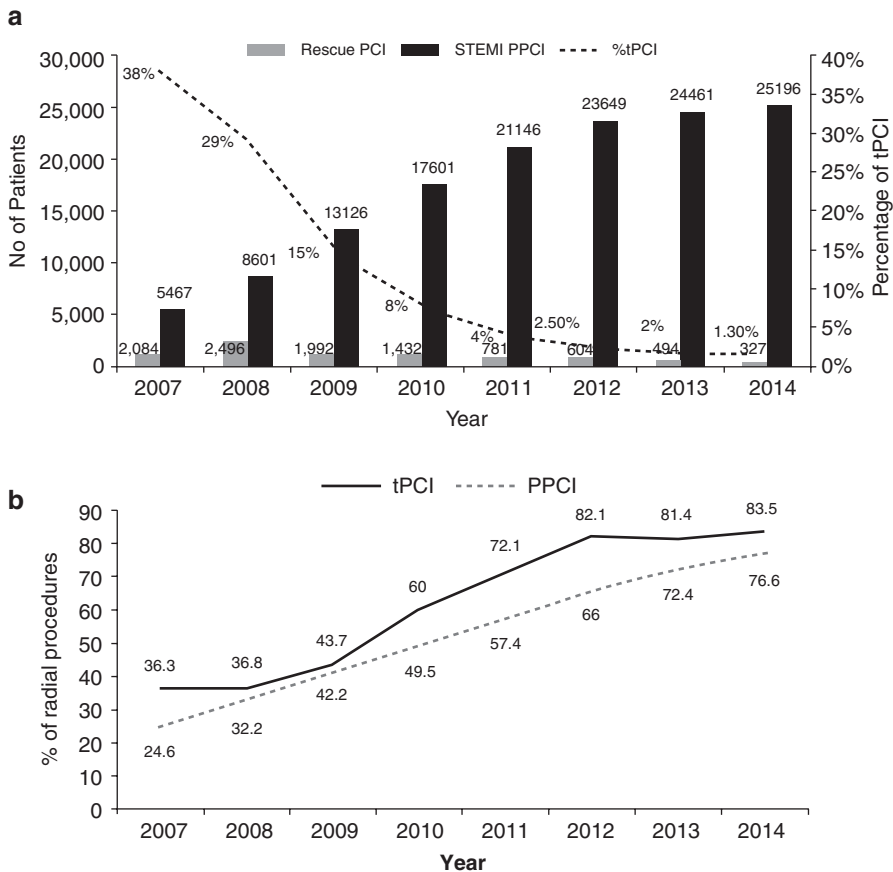 a
Rescue PCI STEMI PPCI %tPCI
30,000 40%
38% 25196
25,000 24461 35%
23649
29% 21146 30%
20,000
17601 25%
15,000 13126 20%
15% 15%
10,000 8601
8% 10%
5467
5,000 2.50% 2% 1.30% 5%
4%
2,084 2,496 1,992 1,432 781 604 494 327
0 0%
No of Patients
Percentage of tPCI
2007 2008 2009 2010 2011 2012 2013 2014
Year
b
tPCI PPCI
90
82.1 81.4 83.5
80
72.1 76.6
70 72.4
60 66
60
57.4
50 49.5
43.7
40 36.3 36.8 42.2
30 32.2
24.6
20
10
0
% of radial procedures
2007 2008 2009 2010 2011 2012 2013 2014
Year